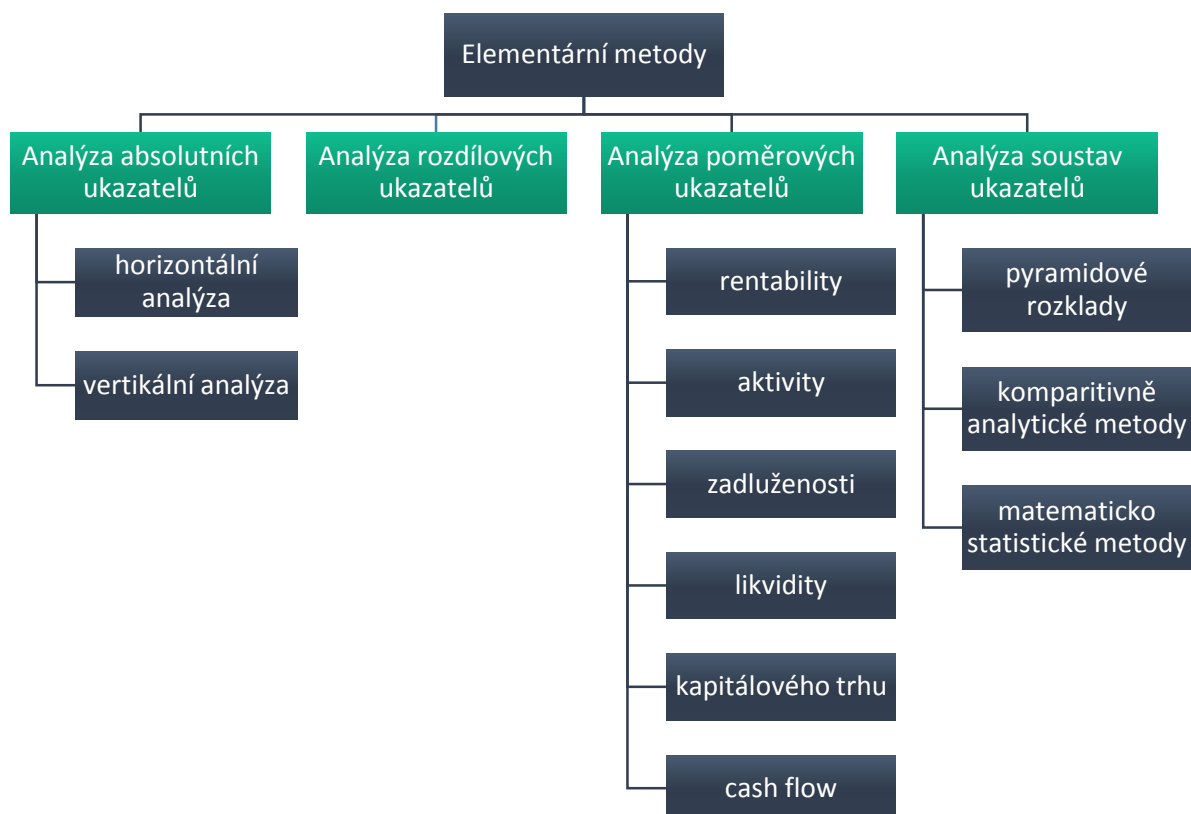 Elementární metody
Analýza absolutních
ukazatelů
horizontální
analýza
vertikální analýza
Analýza rozdílových
ukazatelů
Analýza poměrových
ukazatelů
rentability
aktivity
zadluženosti
likvidity
kapitálového trhu
cash flow
Analýza soustav
ukazatelů
pyramidové
rozklady
komparitivně
analytické metody
matematicko
statistické metody